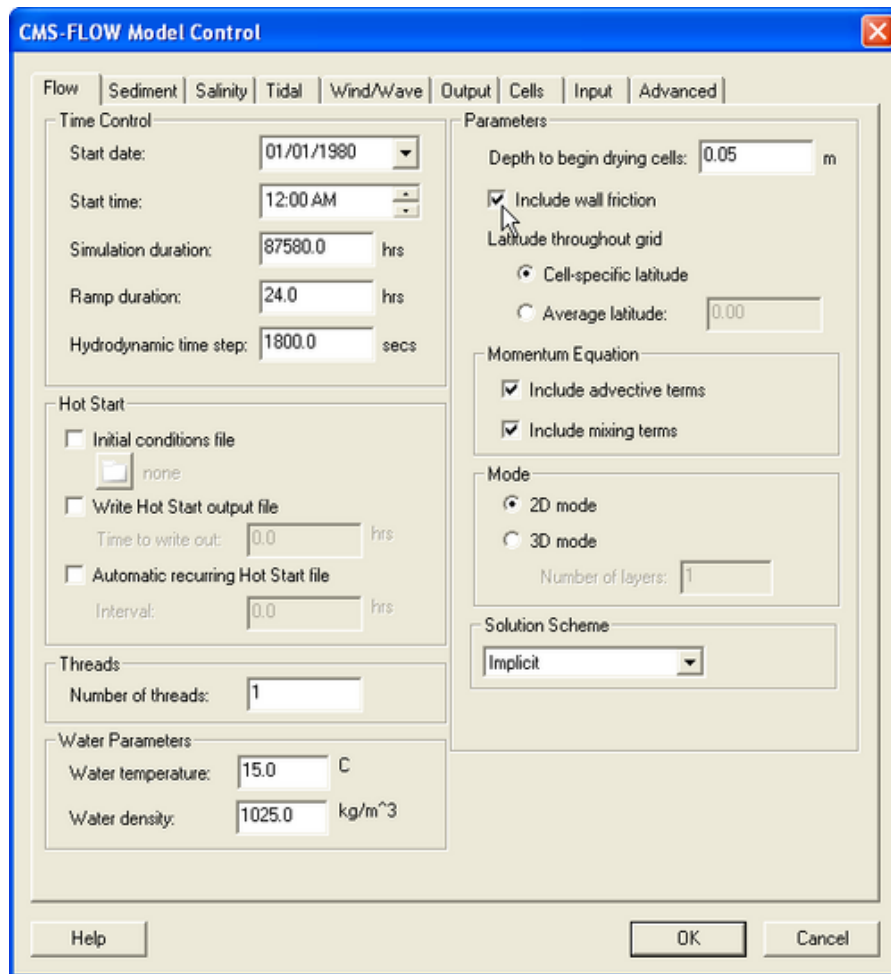 CMS-FLOW Model Control
Flow Sediment Salinity Tidal Wind/Wave Output Cells Input Advanced
Time Control
Start date: 01/01/1980
Start time: 12:00 AM
Simulation duration: 87580.0 hrs
Ramp duration: 24.0 hrs
Hydrodynamic time step: 1800.0 secs
Hot Start
Initial conditions file
none
Write Hot Start output file
Time to write out: 0.0 hrs
Automatic recurring Hot Start file
Interval: 0.0 hrs
Threads
Number of threads: 1
Water Parameters
Water temperature: 15.0 C
Water density: 1025.0 kg/m^3
Parameters
Depth to begin drying cells: 0.05 m
Include wall friction
Latitude throughout grid
Cell-specific latitude
Average latitude: 0.00
Momentum Equation
Include advective terms
Include mixing terms
Mode
2D mode
3D mode
Number of layers: 1
Solution Scheme
Implicit
Help OK Cancel